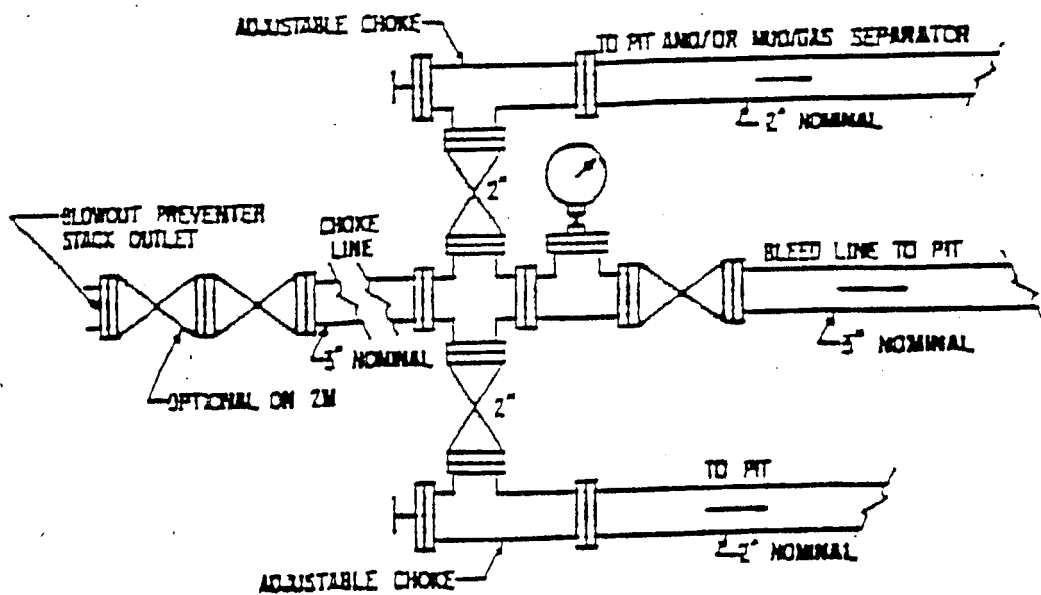 ADJUSTABLE CHOKE
TO PIT AND/OR MUD/GAS SEPARATOR
2" NOMINAL
2"
BLOWOUT PREVENTER
STACK OUTLET
CHOKE
LINE
BLEED LINE TO PIT
3" NOMINAL
3" NOMINAL
OPTIONAL ON 2M
2"
TO PIT
2" NOMINAL
ADJUSTABLE CHOKE